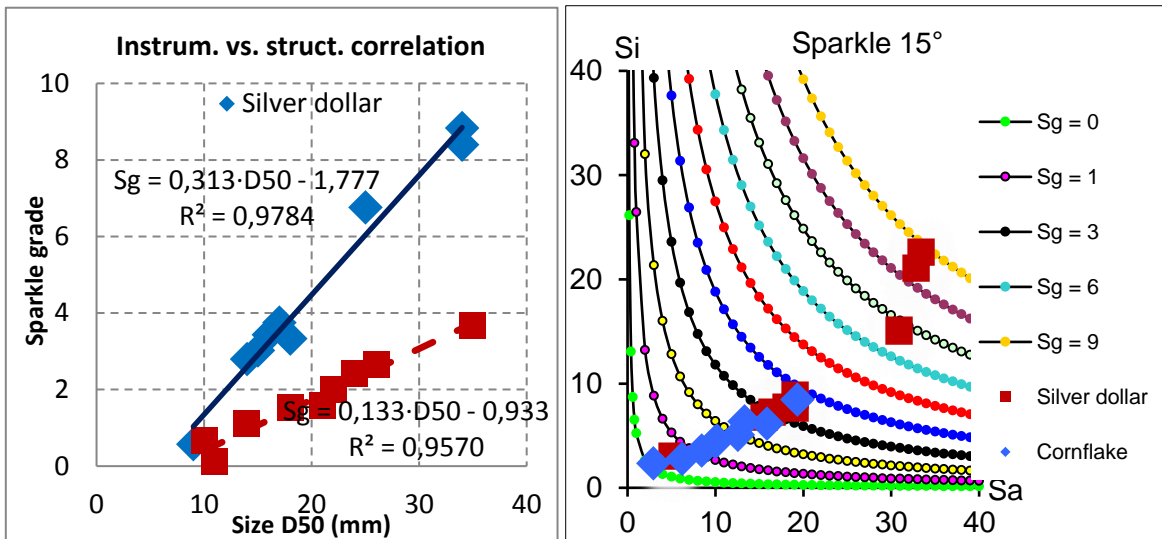 Instrum. vs. struct. correlation
10
8
6
4
2
0
Silver dollar
Sg = 0,313·D50 - 1,777
R² = 0,9784
Sg = 0,133·D50 - 0,933
R² = 0,9570
Sparkle grade
0 10 20 30 40
Size D50 (mm)
Si
Sparkle 15°
40
30
20
10
0
Sa
0 10 20 30 40
Sg = 0
Sg = 1
Sg = 3
Sg = 6
Sg = 9
Silver dollar
Cornflake